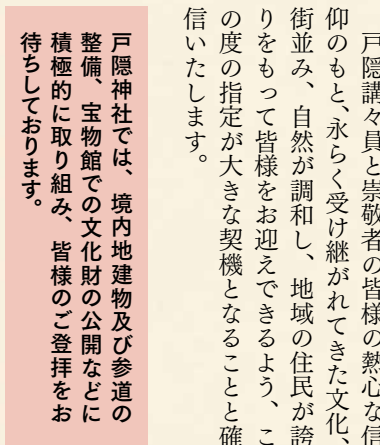 戸隠講々員と崇敬者の皆様の熱心な信
仰のもと、永らく受け継がれてきた文化、
街並み、自然が調和し、地域の住民が誇
りをもって皆様をお迎えできるよう、こ
の度の指定が大きな契機となることと確
信いたします。
戸隠神社では、境内地建物及び参道の
整備、宝物館での文化財の公開などに
積極的に取り組み、皆様のご登拝をお
待ちしております。